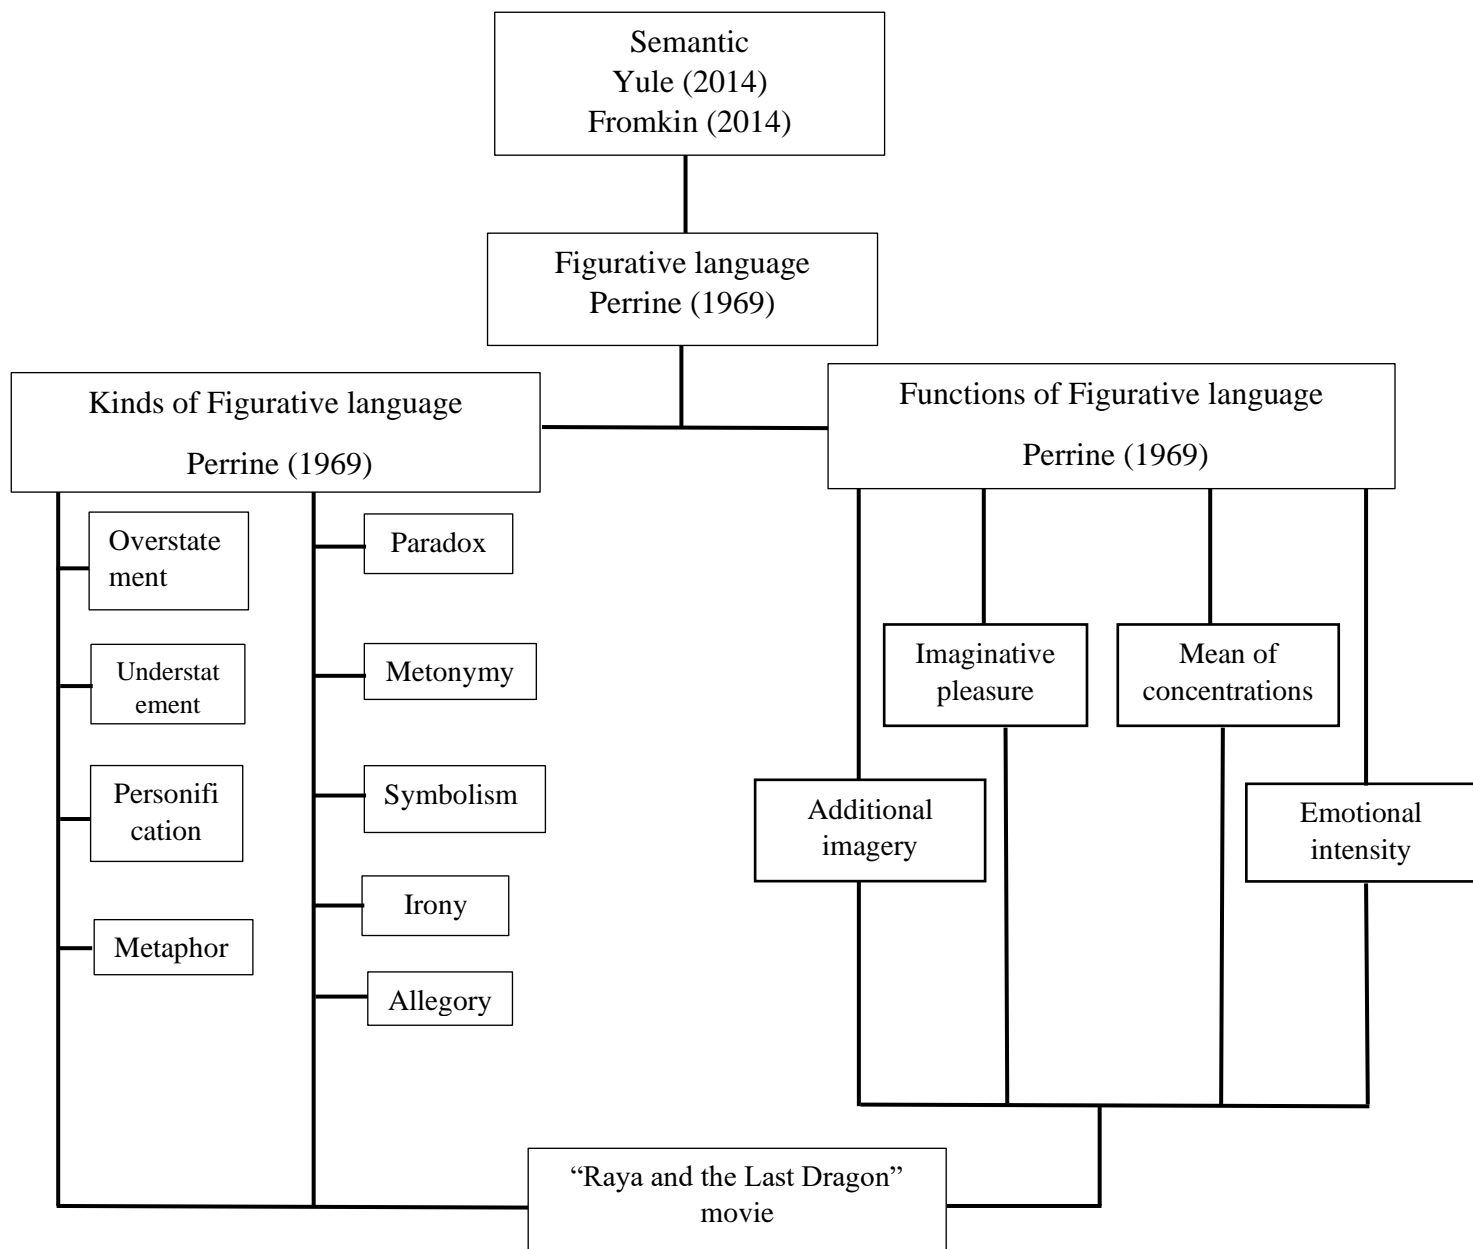 Semantic
Yule (2014)
Fromkin (2014)
Figurative language
Perrine (1969)
Kinds of Figurative language
Perrine (1969)
Functions of Figurative language
Perrine (1969)
Overstate
ment
Understat
ement
Personifi
cation
Metaphor
Paradox
Metonymy
Symbolism
Irony
Allegory
Imaginative
pleasure
Mean of
concentrations
Additional
imagery
Emotional
intensity
“Raya and the Last Dragon”
movie